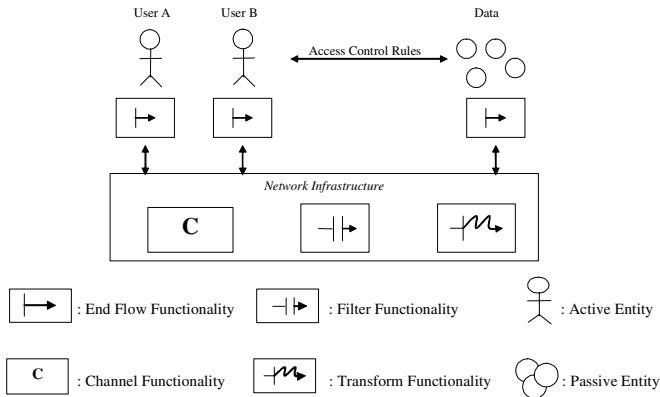 User A User B Data
Access Control Rules
Network Infrastructure
C
: End Flow Functionality : Filter Functionality : Active Entity
C : Channel Functionality : Transform Functionality : Passive Entity